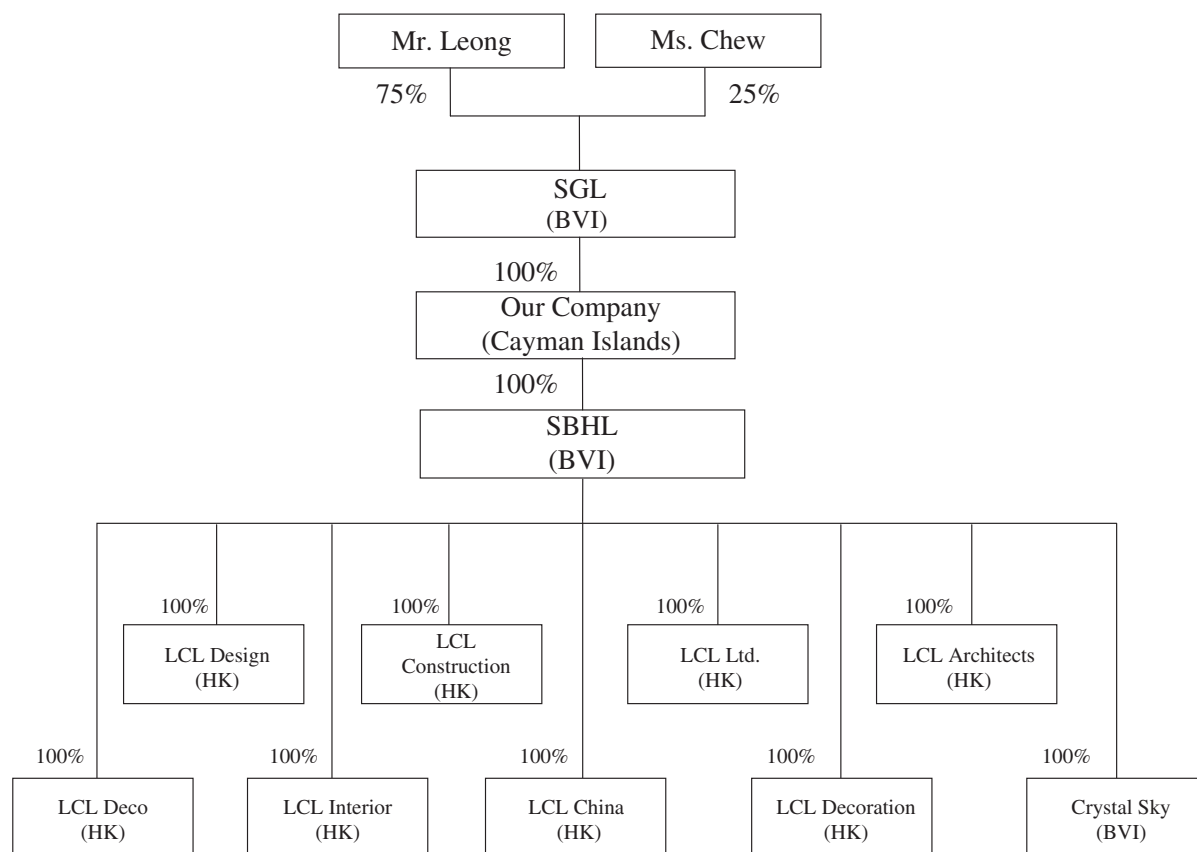 Mr. Leong
Ms. Chew
75%
25%
SGL
(BVI)
100%
Our Company
(Cayman Islands)
100%
SBHL
(BVI)
100%
100%
100%
100%
LCL Design
(HK)
LCL
Construction
(HK)
LCL Ltd.
(HK)
LCL Architects
(HK)
100%
100%
100%
100%
100%
LCL Deco
(HK)
LCL Interior
(HK)
LCL China
(HK)
LCL Decoration
(HK)
Crystal Sky
(BVI)